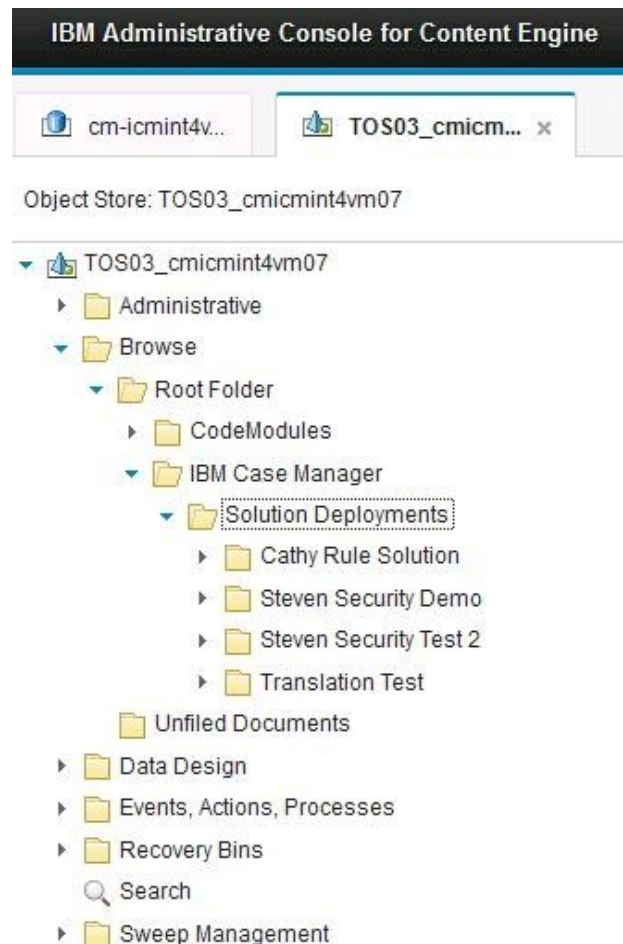 IBM Administrative Console for Content Engine
cm-icmint4v... TOS03_cmicm... ×
Object Store: TOS03_cmicmint4vm07
TOS03_cmicmint4vm07
Administrative
Browse
Root Folder
CodeModules
IBM Case Manager
Solution Deployments
Cathy Rule Solution
Steven Security Demo
Steven Security Test 2
Translation Test
Unfiled Documents
Data Design
Events, Actions, Processes
Recovery Bins
Search
Sweep Management